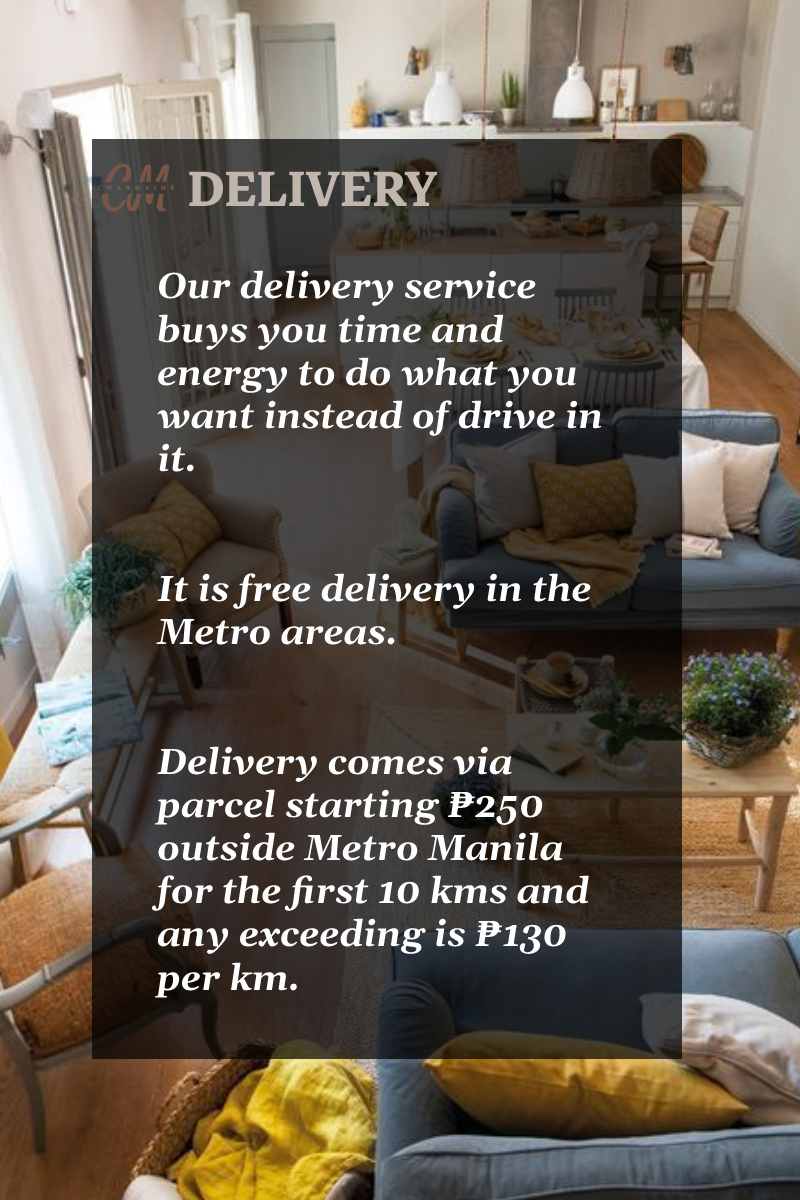 CM
CHARMAINE
DELIVERY
Our delivery service
buys you time and
energy to do what you
want instead of drive in
it.
It is free delivery in the
Metro areas.
Delivery comes via
parcel starting ₱250
outside Metro Manila
for the first 10 kms and
any exceeding is ₱130
per km.